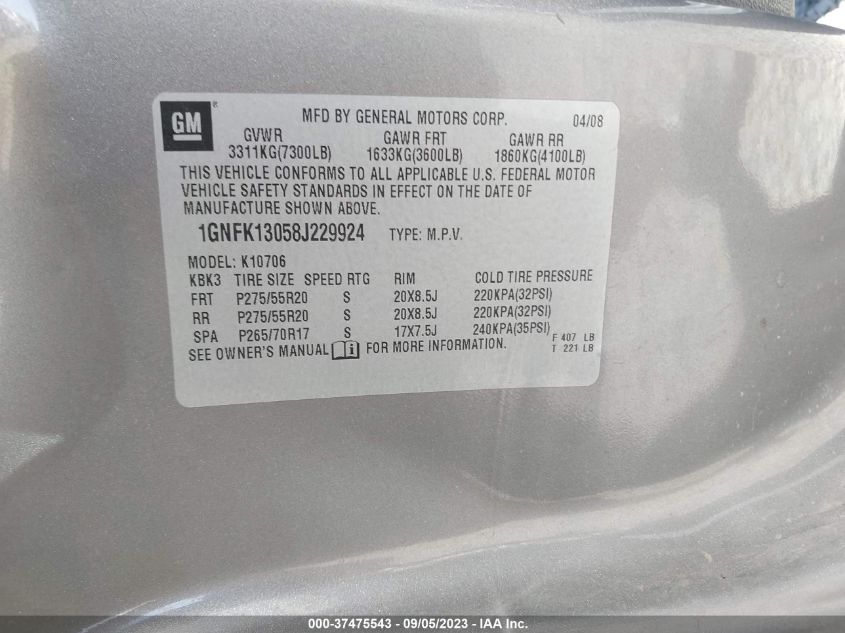 GM ®
MFD BY GENERAL MOTORS CORP. 04/08
GVWR GAWR FRT GAWR RR
3311KG(7300LB) 1633KG(3600LB) 1860KG(4100LB)
THIS VEHICLE CONFORMS TO ALL APPLICABLE U.S. FEDERAL MOTOR
VEHICLE SAFETY STANDARDS IN EFFECT ON THE DATE OF
MANUFACTURE SHOWN ABOVE.
1GNFK13058J229924 TYPE: M.P.V.
MODEL: K10706
KBK3 TIRE SIZE SPEED RTG RIM COLD TIRE PRESSURE
FRT P275/55R20 S 20X8.5J 220KPA(32PSI)
RR P275/55R20 S 20X8.5J 220KPA(32PSI)
SPA P265/70R17 S 17X7.5J 240KPA(35PSI)
F 407 LB
SEE OWNER'S MANUAL i FOR MORE INFORMATION.
T 221 LB
000-37475543 - 09/05/2023 - IAA Inc.